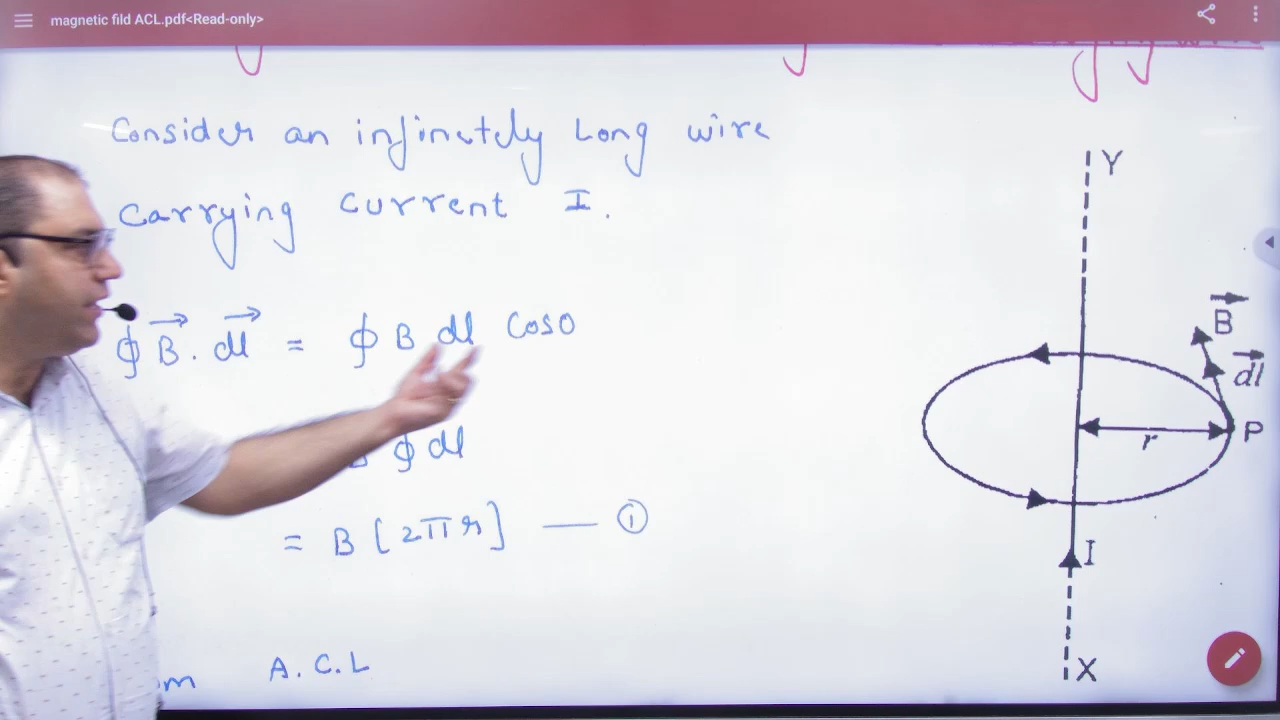 magnetic fild ACL.pdf<Read-only>
Consider an infinetely Long wire
Carrying current I.
∮ B⃗ . dl⃗ = ∮ B dl Cos0
∮ dl
= B [2πr] — ①
A.C.L
Y
B⃗
dl⃗
r
P
I
X